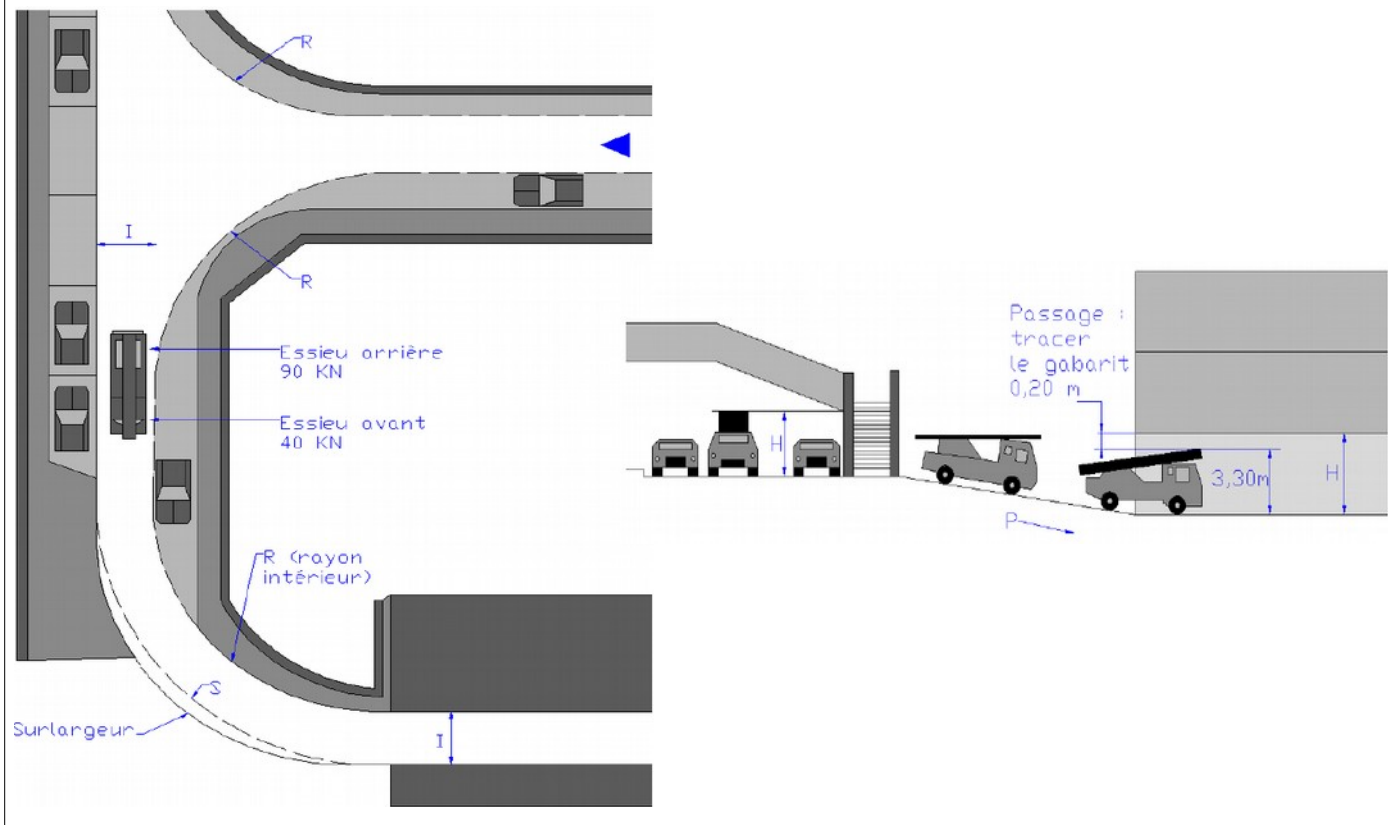 R
R
I
Essieu arrière
90 KN
Essieu avant
40 KN
R (rayon
intérieur)
S
Surlargeur
I
Passage :
tracer
le gabarit
0,20 m
H
3,30m
H
P